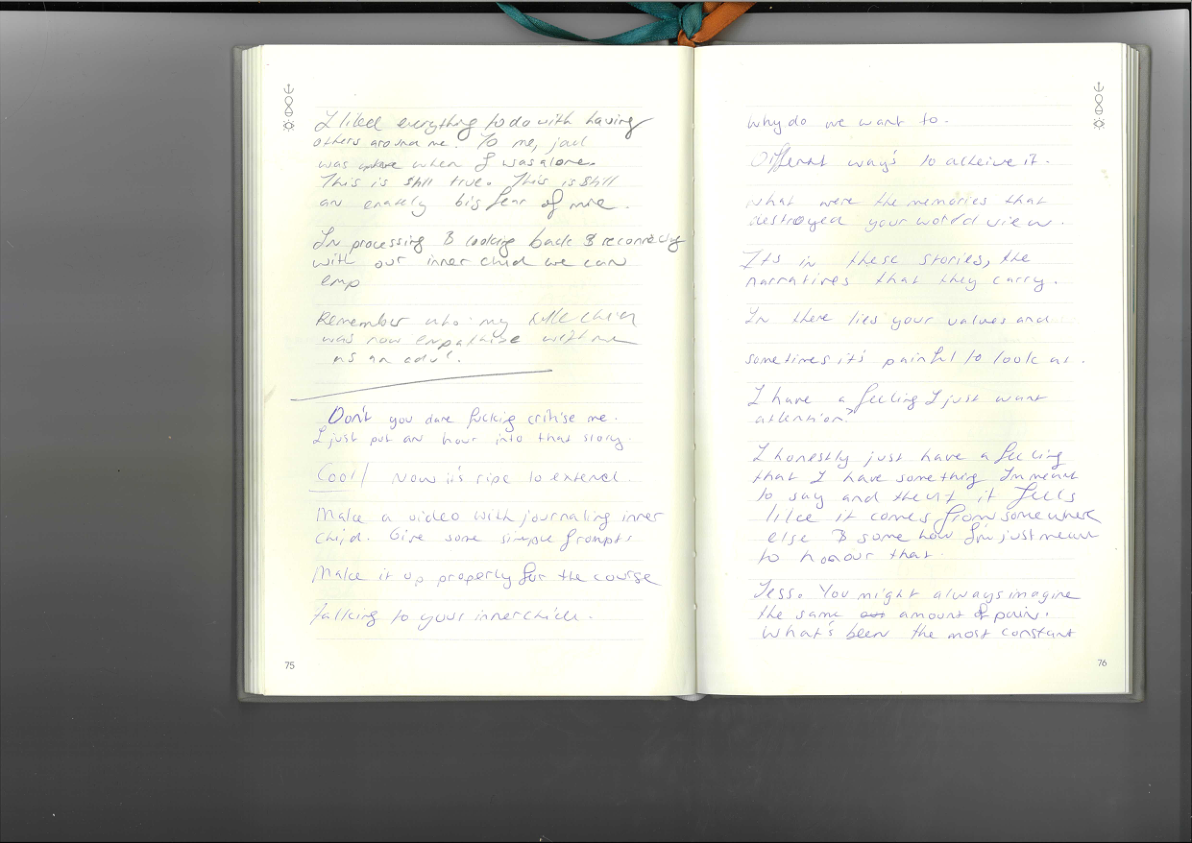 I liked everything to do with having
others around me. To me, jail
was where when I was alone.
This is still true. This is still
an big fear of mine.
In processing & looking back & reconnecting
with our inner child we can
emp
Remember who my little child
was now empathise with me
as an adult.
Don't you dare fucking critise me.
I just put an hour into that story.
Cool! Now it's ripe to extend.
Make a video with journaling inner
child. Give some simple prompts
Make it up properly for the course
Talking to your inner child.
75
Why do we want to.
Different way's to atheive it.
What were the memories that
destroyed your world view.
Its in these stories, the
narratives that they carry.
In there lies your values and
sometimes it's painful to look at.
I have a feeling I just want
attention?
I honestly just have a feeling
that I have something I'm meant
to say and it feels
like it comes from somewhere
else & some how I'm just meant
to honour that.
Jess. You might always imagine
the same amount of pain.
What's been the most constant
76